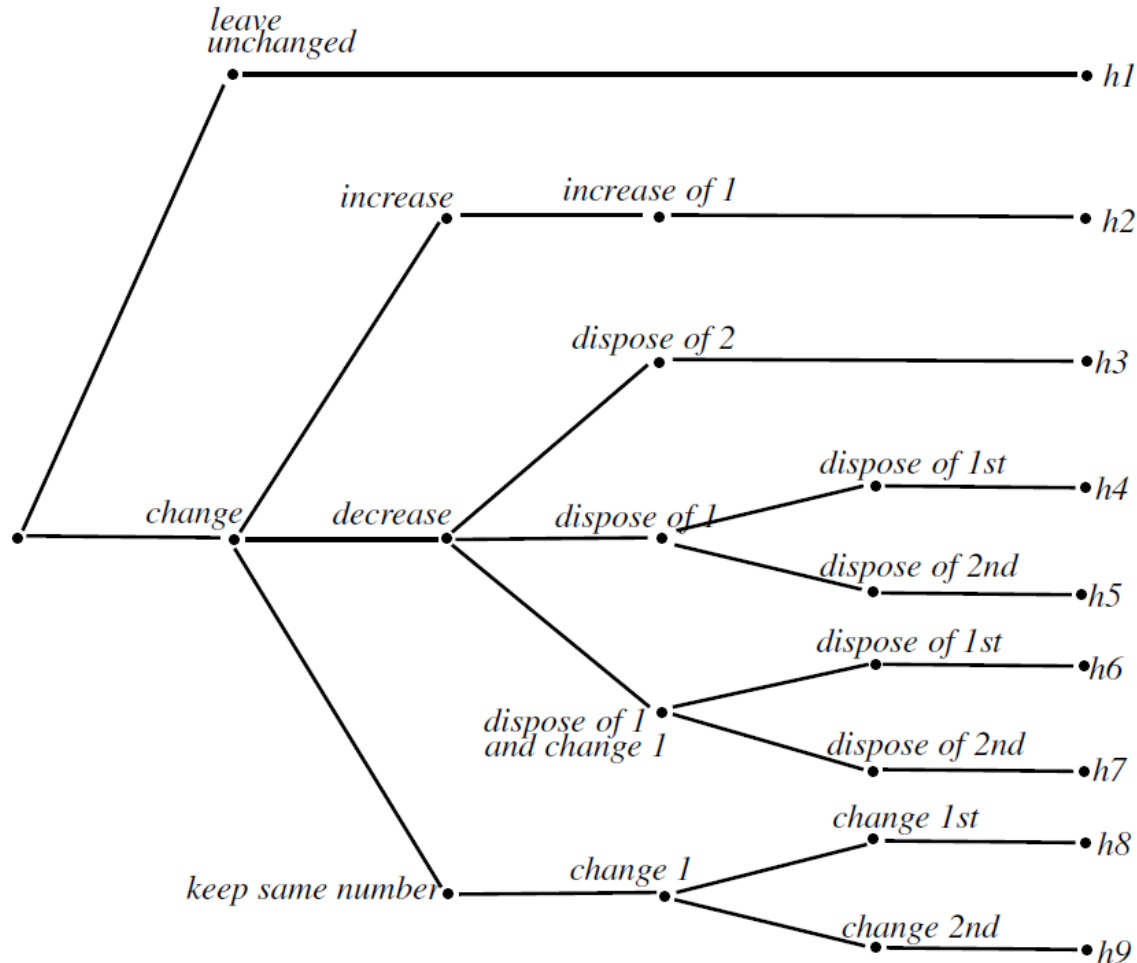 leave
unchanged
h1
increase
increase of 1
h2
dispose of 2
h3
dispose of 1st
h4
change
decrease
dispose of 1
dispose of 2nd
h5
dispose of 1st
h6
dispose of 1
and change 1
dispose of 2nd
h7
change 1st
h8
keep same number
change 1
change 2nd
h9